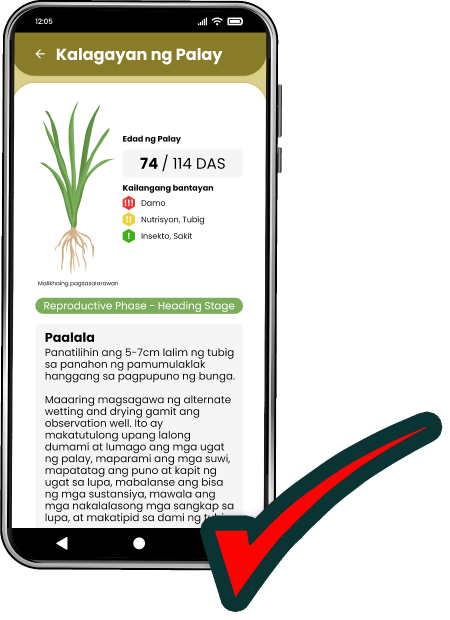 12:05
Kalagayan ng Palay
Edad ng Palay
74 / 114 DAS
Kailangang bantayan
!!! Damo
!! Nutrisyon, Tubig
! Insekto, Sakit
Malikhaing pagsasalarawan
Reproductive Phase - Heading Stage
Paalala
Panatilihin ang 5-7cm lalim ng tubig
sa panahon ng pamumulaklak
hanggang sa pagpupuno ng bunga.
Maaaring magsagawa ng alternate
wetting and drying gamit ang
observation well. Ito ay
makatutulong upang lalong
dumami at lumago ang mga ugat
ng palay, maparami ang mga suwi,
mapatatag ang puno at kapit ng
ugat sa lupa, mabalanse ang bisa
ng mga sustansiya, mawala ang
mga nakalalasong mga sangkap sa
lupa, at makatipid sa dami ng